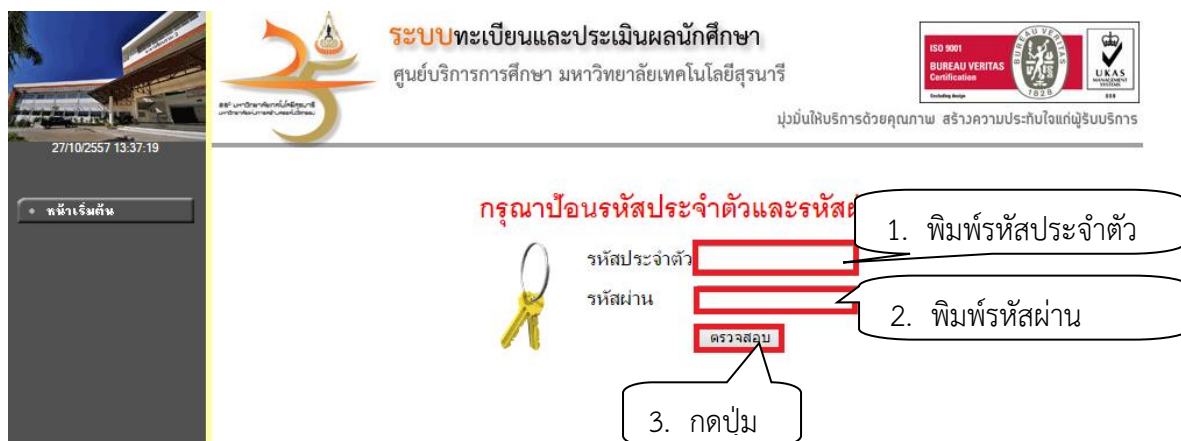 ระบบทะเบียนและประเมินผลนักศึกษา
ศูนย์บริการการศึกษา มหาวิทยาลัยเทคโนโลยีสุรนารี
ISO 9001
BUREAU VERITAS
Certification
Excluding design
BUREAU VERITAS
1828
UKAS
MANAGEMENT
SYSTEMS
008
มุ่งมั่นให้บริการด้วยคุณภาพ สร้างความประทับใจแก่ผู้รับบริการ
27/10/2557 13:37:19
หน้าเริ่มต้น
กรุณาป้อนรหัสประจำตัวและรหัส
1. พิมพ์รหัสประจำตัว
รหัสประจำตัว
รหัสผ่าน
2. พิมพ์รหัสผ่าน
ตรวจสอบ
3. กดปุ่ม